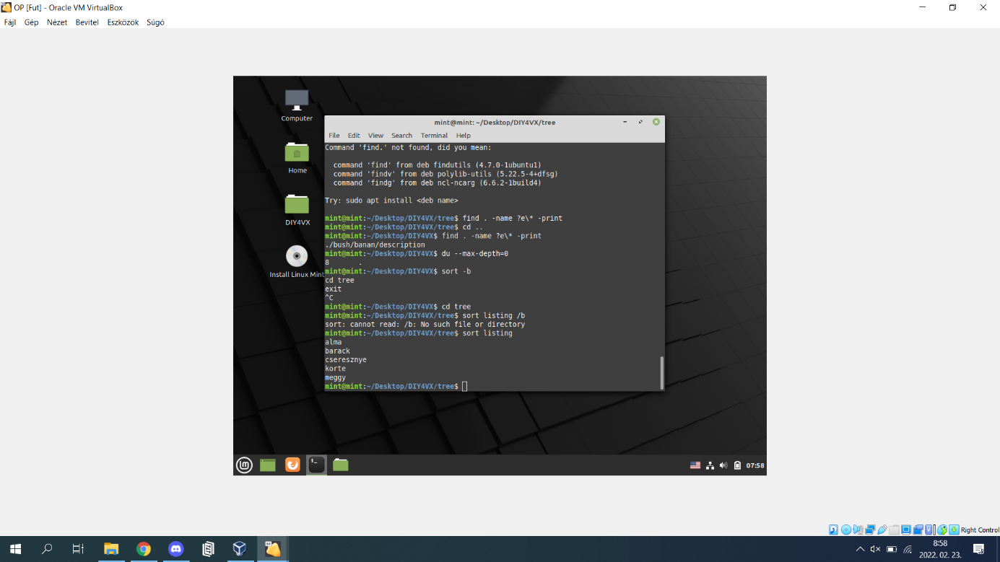 OP [Fut] - Oracle VM VirtualBox
Fájl Gép Nézet Bevitel Eszközök Súgó
Computer
Home
DIY4VX
Install Linux Mint
mint@mint: ~/Desktop/DIY4VX/tree
File Edit View Search Terminal Help
Command 'find.' not found, did you mean:
command 'find' from deb findutils (4.7.0-1ubuntu1)
command 'findv' from deb polylib-utils (5.22.5-4+dfsg)
command 'findg' from deb ncl-ncarg (6.6.2-1build4)
Try: sudo apt install <deb name>
mint@mint:~/Desktop/DIY4VX/tree$ find . -name ?e\* -print
mint@mint:~/Desktop/DIY4VX/tree$ cd ..
mint@mint:~/Desktop/DIY4VX$ find . -name ?e\* -print
./bush/banan/description
mint@mint:~/Desktop/DIY4VX$ du --max-depth=0
8 .
mint@mint:~/Desktop/DIY4VX$ sort -b
cd tree
exit
^C
mint@mint:~/Desktop/DIY4VX$ cd tree
mint@mint:~/Desktop/DIY4VX/tree$ sort listing /b
sort: cannot read: /b: No such file or directory
mint@mint:~/Desktop/DIY4VX/tree$ sort listing
alma
barack
cseresznye
korte
meggy
mint@mint:~/Desktop/DIY4VX/tree$
07:58
Right Control
8:58
2022. 02. 23.